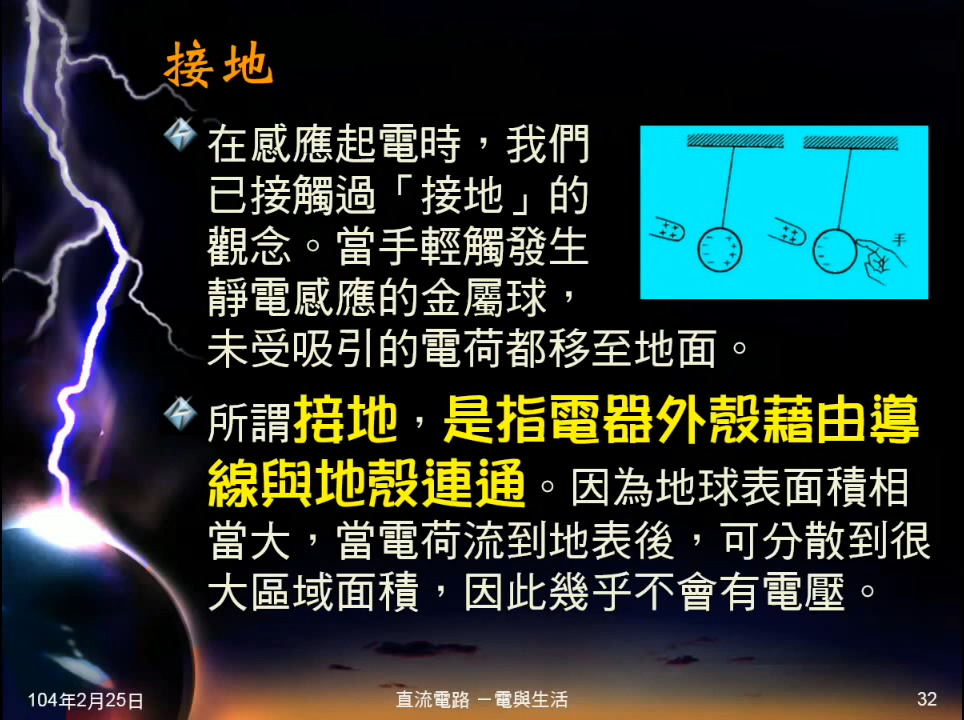 接地
在感應起電時，我們
已接觸過「接地」的
觀念。當手輕觸發生
靜電感應的金屬球，
未受吸引的電荷都移至地面。
手
所謂接地，是指電器外殼藉由導
線與地殼連通。因為地球表面積相
當大，當電荷流到地表後，可分散到很
大區域面積，因此幾乎不會有電壓。
104年2月25日
直流電路 －電與生活
32